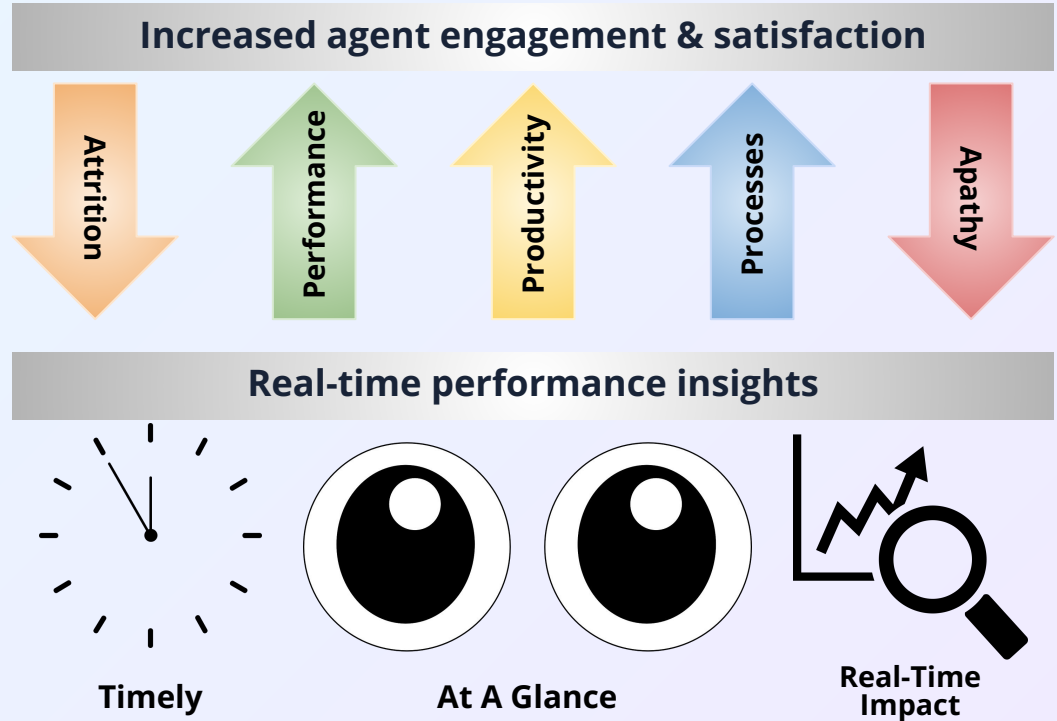 Increased agent engagement & satisfaction
Attrition
Performance
Productivity
Processes
Apathy
Real-time performance insights
Timely
At A Glance
Real-Time
Impact